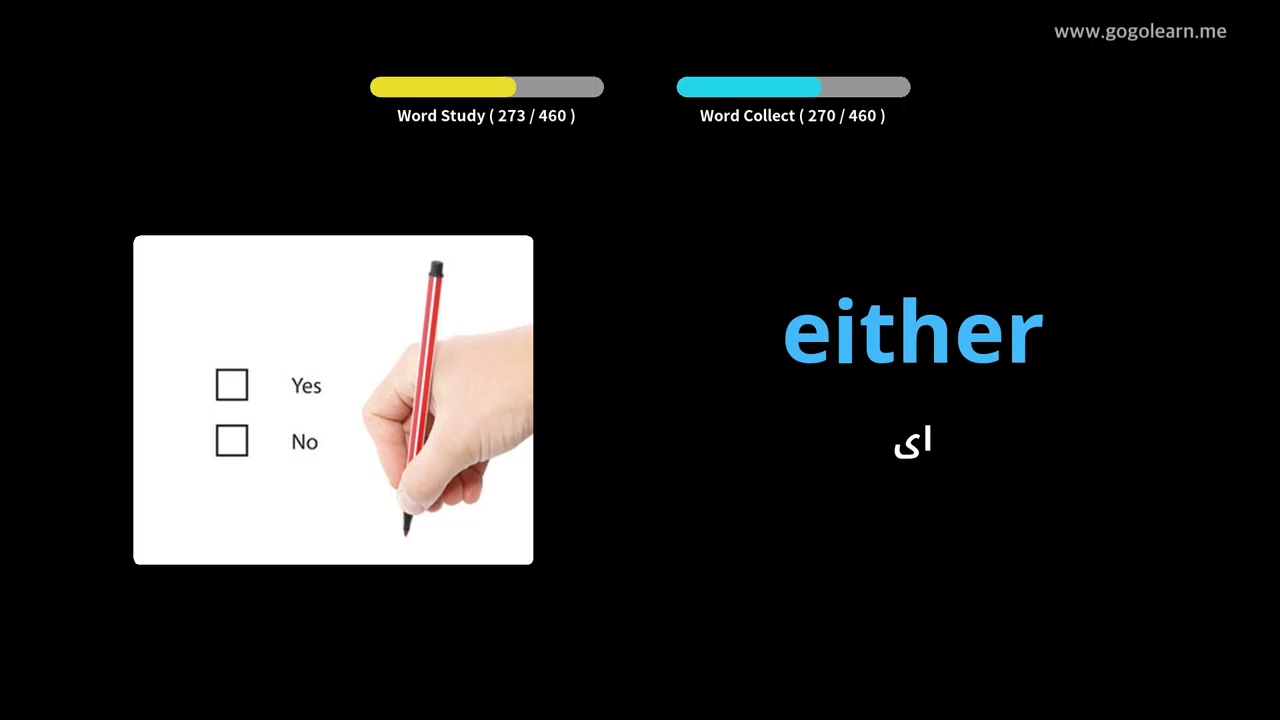 www.gogolearn.me
Word Study ( 273 / 460 )
Word Collect ( 270 / 460 )
Yes
No
either
ای